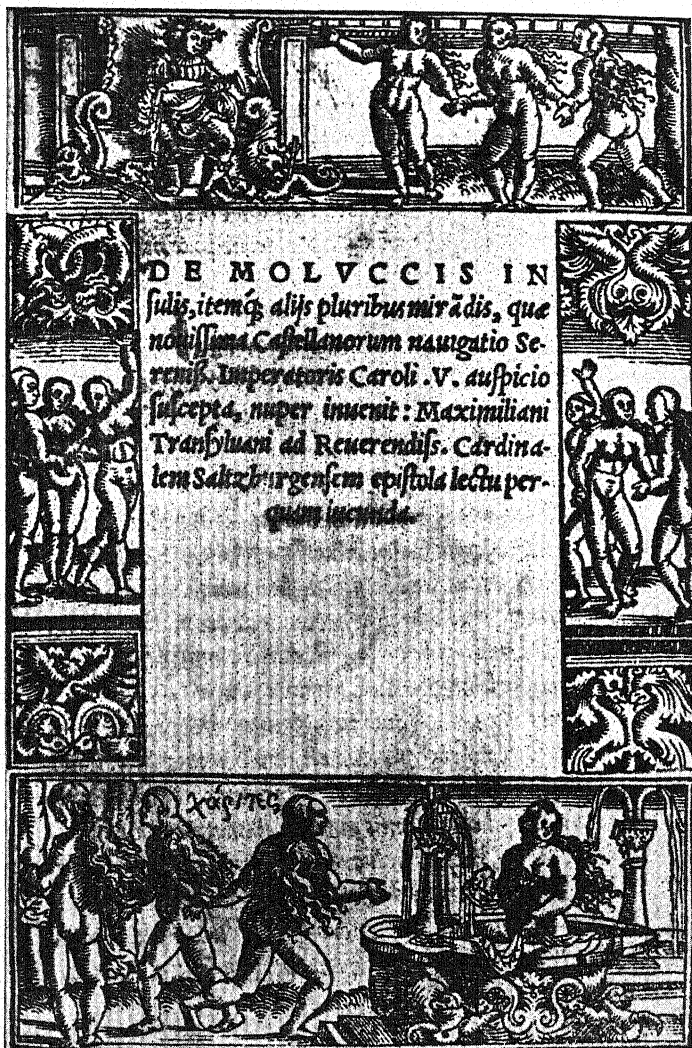 DE MOLVCCIS IN
sulis, itemq́; alijs pluribus mirādis, quæ
nouissima Castellanorum nauigatio Se-
reniss. Imperatoris Caroli .V. auspicio
suscepta, nuper inuenit: Maximiliani
Transyluani ad Reuerendiss. Cardina-
lem Saltzburgensem epistola lectu per-
quam iucunda.
χάριτες